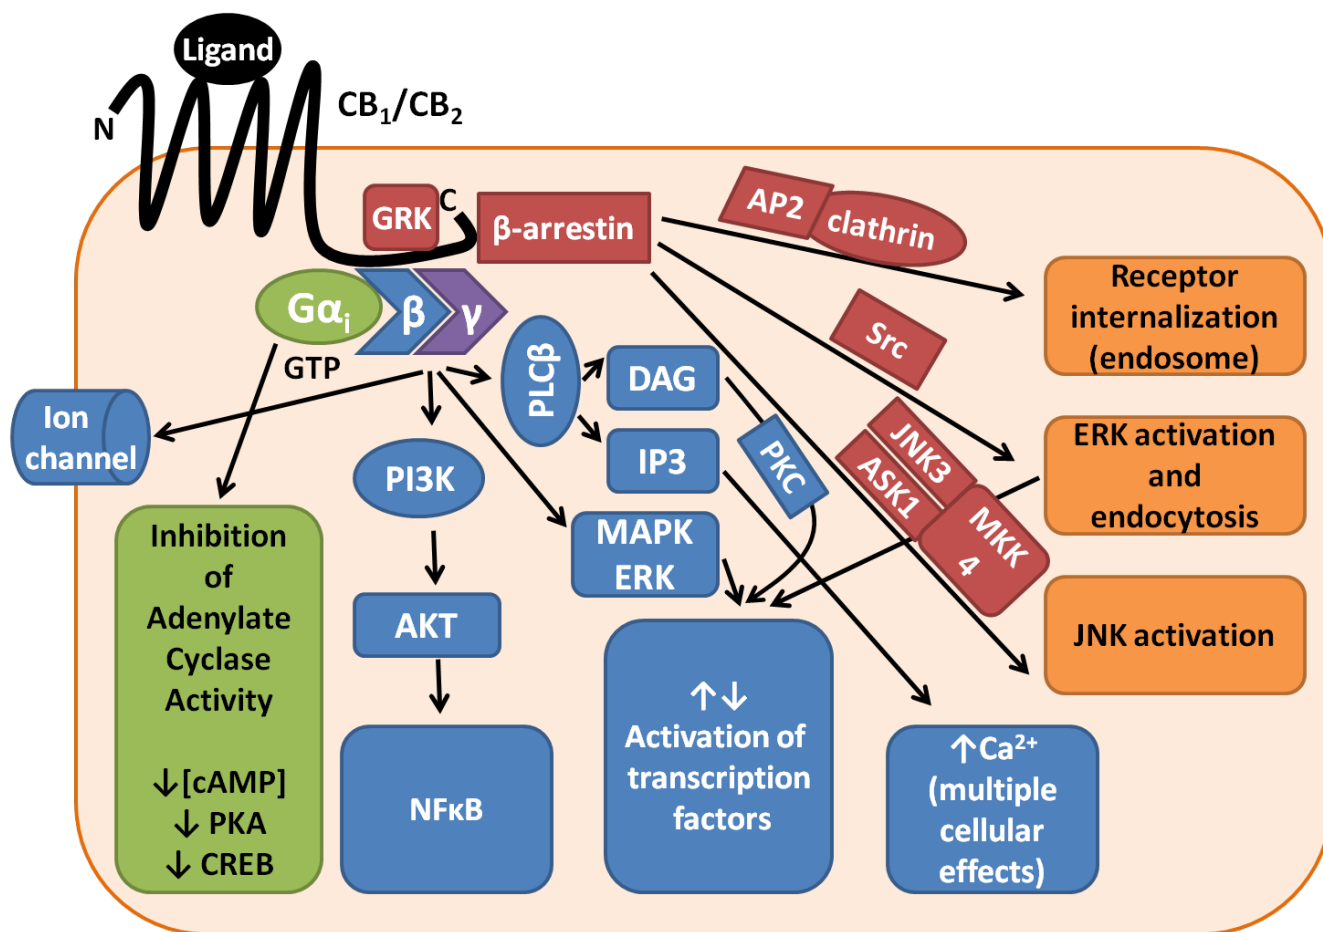 Ligand
N
CB₁/CB₂
GRK
C
β-arrestin
AP2
clathrin
Gαᵢ
β
γ
GTP
Receptor
internalization
(endosome)
Src
PLCβ
DAG
IP3
PKC
Ion
channel
PI3K
MAPK
ERK
JNK3
ASK1
MKK
4
ERK activation
and
endocytosis
Inhibition
of
Adenylate
Cyclase
Activity
↓[cAMP]
↓ PKA
↓ CREB
AKT
NFκB
↑↓
Activation of
transcription
factors
JNK activation
↑Ca²⁺
(multiple
cellular
effects)